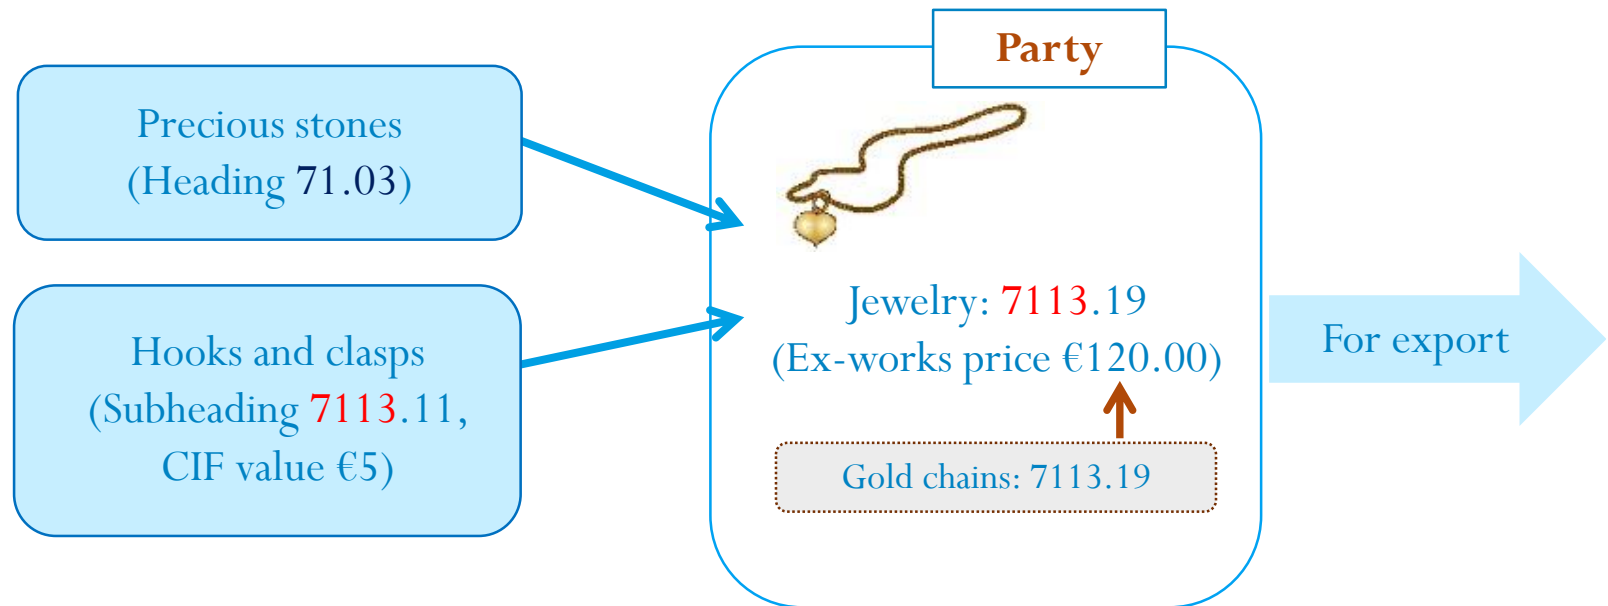 Party
Precious stones
(Heading 71.03)
Hooks and clasps
(Subheading 7113.11,
CIF value €5)
Jewelry: 7113.19
(Ex-works price €120.00)
Gold chains: 7113.19
For export